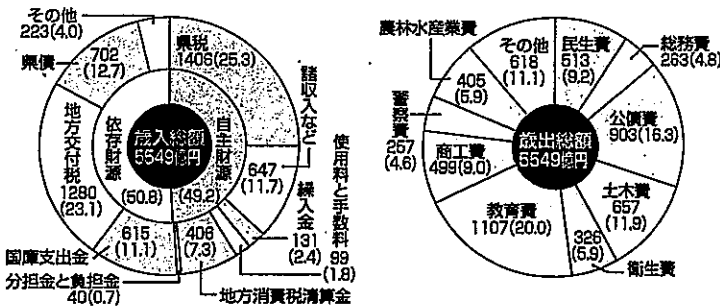 その他
223(4.0)
県債
702
(12.7)
県税
1406(25.3)
諸収入など
647
(11.7)
使用料と手数料
99
(1.8)
繰入金
131
(2.4)
地方消費税清算金
406
(7.3)
分担金と負担金
40(0.7)
国庫支出金
615
(11.1)
地方交付税
1280
(23.1)
依存財源
(50.8)
自主財源
(49.2)
歳入総額
5549億円
その他
618
(11.1)
民生費
513
(9.2)
総務費
263(4.8)
公債費
903(16.3)
土木費
657
(11.9)
衛生費
326
(5.9)
教育費
1107(20.0)
商工費
499(9.0)
警察費
257
(4.6)
農林水産業費
405
(5.9)
歳出総額
5549億円